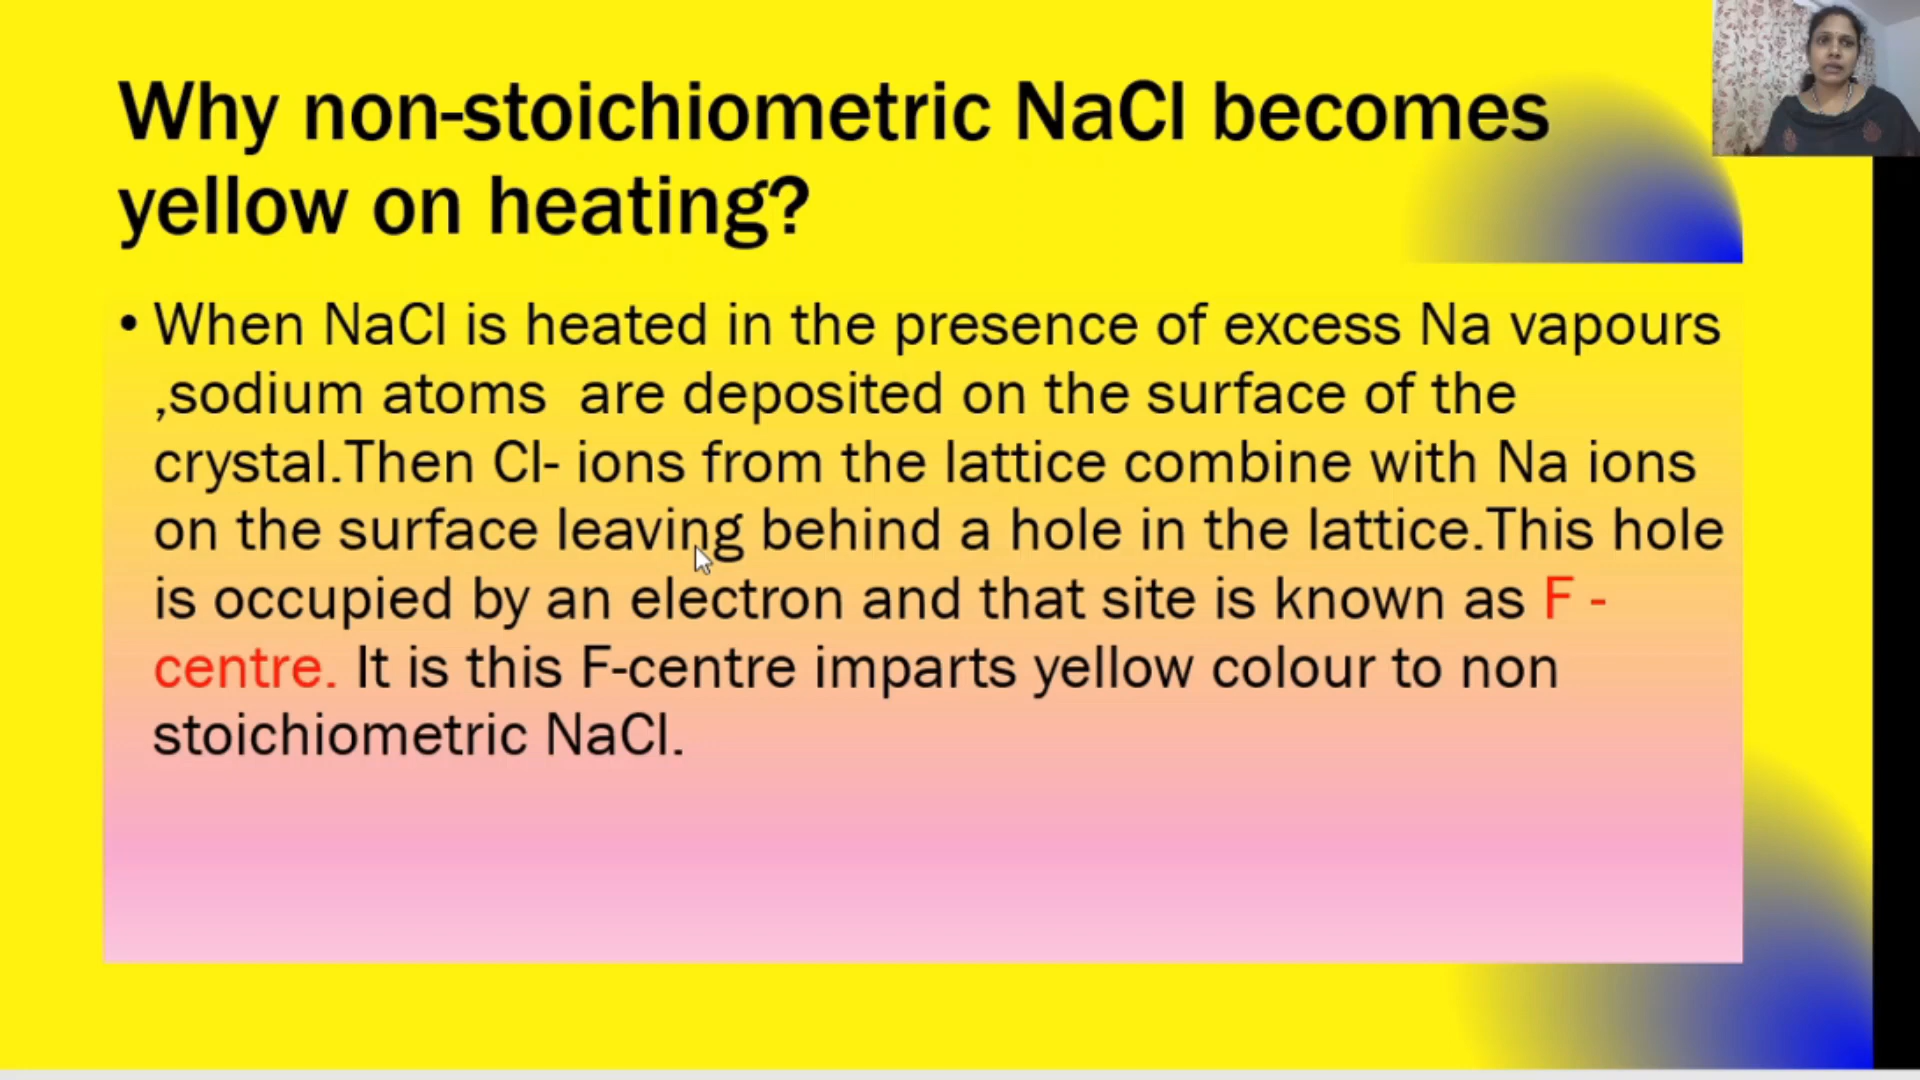 Why non-stoichiometric NaCl becomes
yellow on heating?
• When NaCl is heated in the presence of excess Na vapours
,sodium atoms  are deposited on the surface of the
crystal.Then Cl- ions from the lattice combine with Na ions
on the surface leaving behind a hole in the lattice.This hole
is occupied by an electron and that site is known as F -
centre. It is this F-centre imparts yellow colour to non
stoichiometric NaCl.